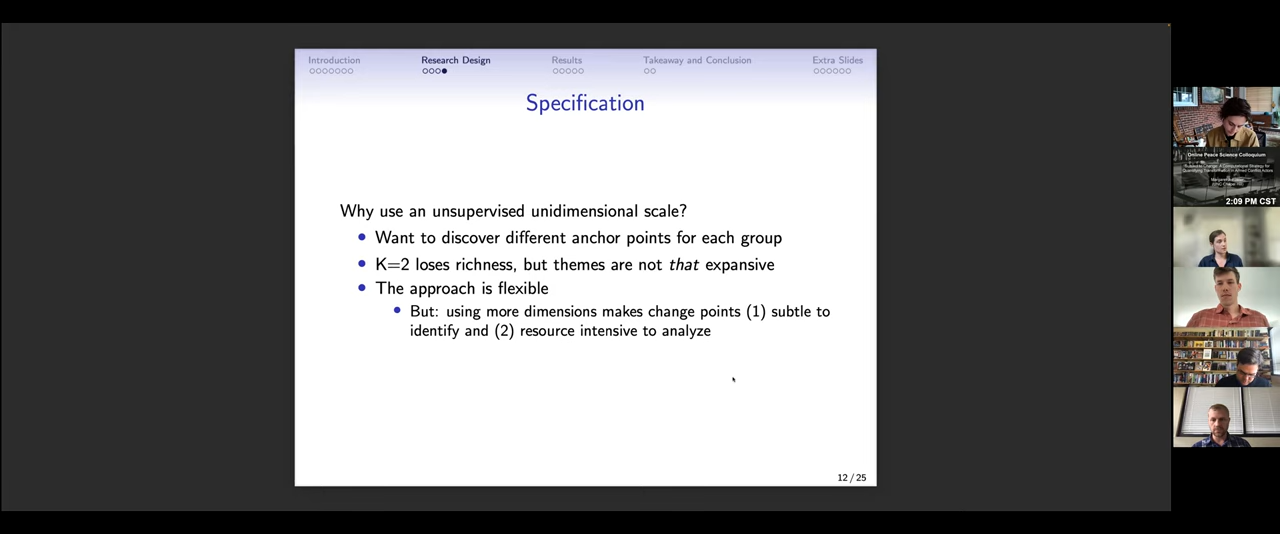 Introduction
Research Design
Results
Takeaway and Conclusion
Extra Slides
Specification
Why use an unsupervised unidimensional scale?
Want to discover different anchor points for each group
K=2 loses richness, but themes are not that expansive
The approach is flexible
But: using more dimensions makes change points (1) subtle to
identify and (2) resource intensive to analyze
12 / 25
Online Peace Science Colloquium
2:09 PM CST